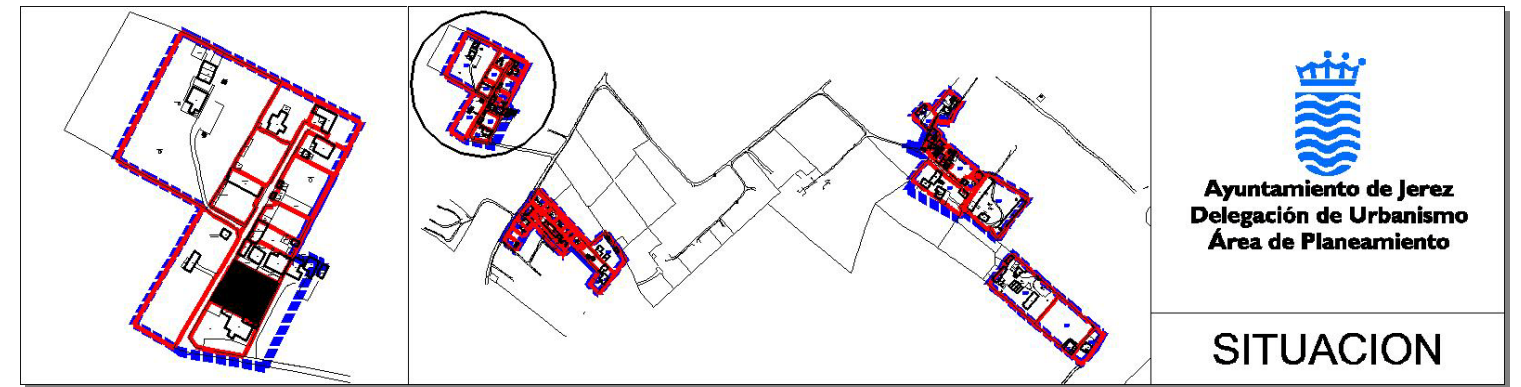 Ayuntamiento de Jerez
Delegación de Urbanismo
Área de Planeamiento
SITUACION